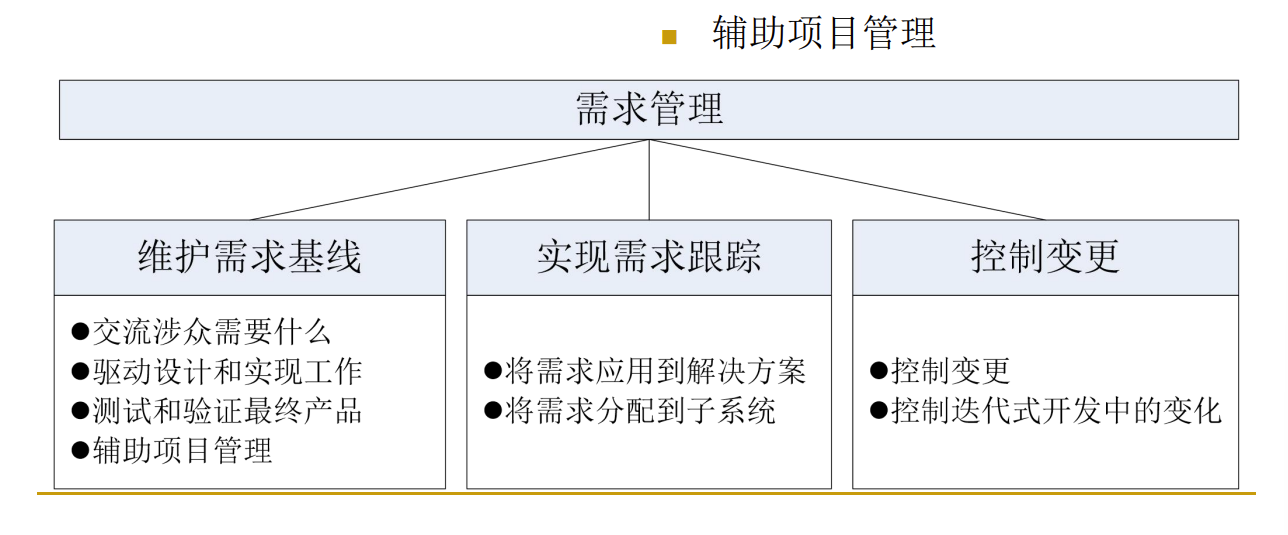 ■ 辅助项目管理
需求管理
维护需求基线
●交流涉众需要什么
●驱动设计和实现工作
●测试和验证最终产品
●辅助项目管理
实现需求跟踪
●将需求应用到解决方案
●将需求分配到子系统
控制变更
●控制变更
●控制迭代式开发中的变化